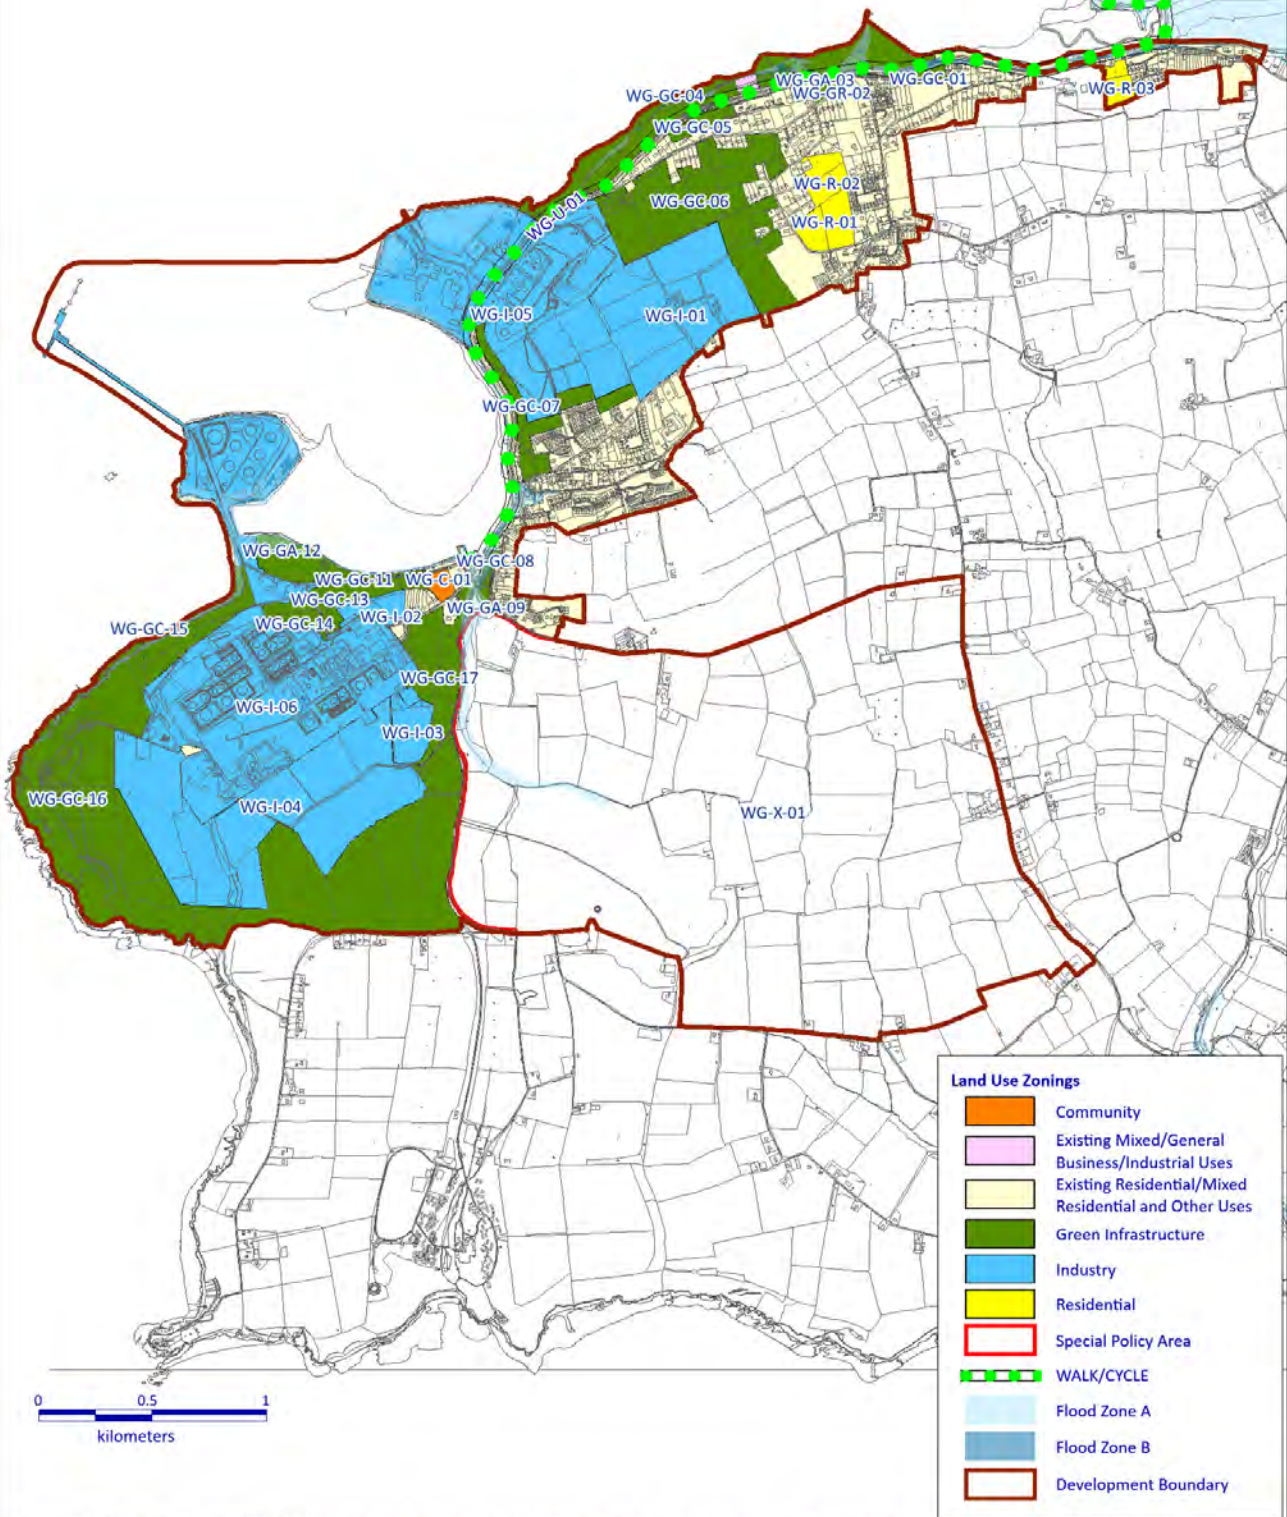 WG-GA-03
WG-GC-01
WG-GC-04
WG-GR-02
WG-R-03
WG-GC-05
WG-R-02
WG-GC-06
WG-U-01
WG-R-01
WG-I-05
WG-I-01
WG-GC-07
WG-GA-12
WG-GC-08
WG-GC-11
WG-C-01
WG-GC-13
WG-GA-09
WG-I-02
WG-GC-14
WG-GC-15
WG-GC-17
WG-I-06
WG-I-03
WG-GC-16
WG-I-04
WG-X-01
Land Use Zonings
Community
Existing Mixed/General
Business/Industrial Uses
Existing Residential/Mixed
Residential and Other Uses
Green Infrastructure
Industry
Residential
Special Policy Area
WALK/CYCLE
Flood Zone A
Flood Zone B
Development Boundary
0 0.5 1
kilometers